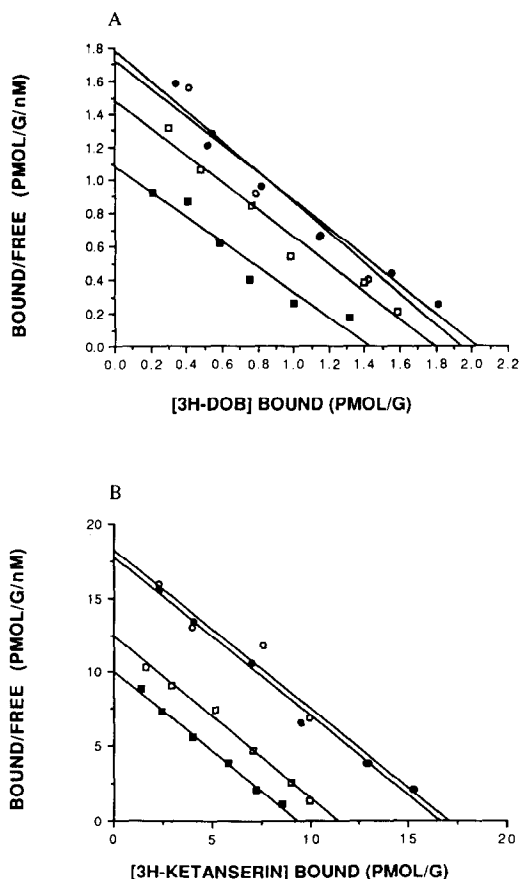 A
BOUND/FREE (PMOL/G/nM)
1.8
1.6
1.4
1.2
1.0
0.8
0.6
0.4
0.2
0.0
0.0 0.2 0.4 0.6 0.8 1.0 1.2 1.4 1.6 1.8 2.0 2.2
[3H-DOB] BOUND (PMOL/G)
B
BOUND/FREE (PMOL/G/nM)
20
15
10
5
0
0 5 10 15 20
[3H-KETANSERIN] BOUND (PMOL/G)